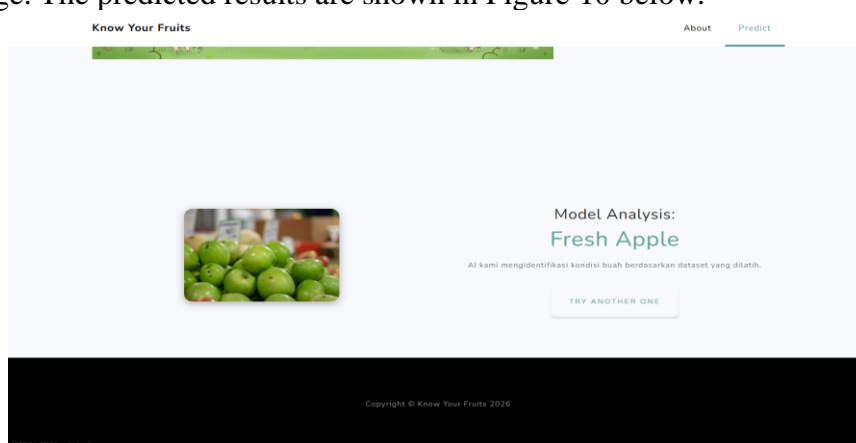 ge. The predicted results are shown in Figure 10 below.
Know Your Fruits
About Predict
Model Analysis:
Fresh Apple
AI kami mengidentifikasi kondisi buah berdasarkan dataset yang dilatih.
TRY ANOTHER ONE
Copyright © Know Your Fruits 2026